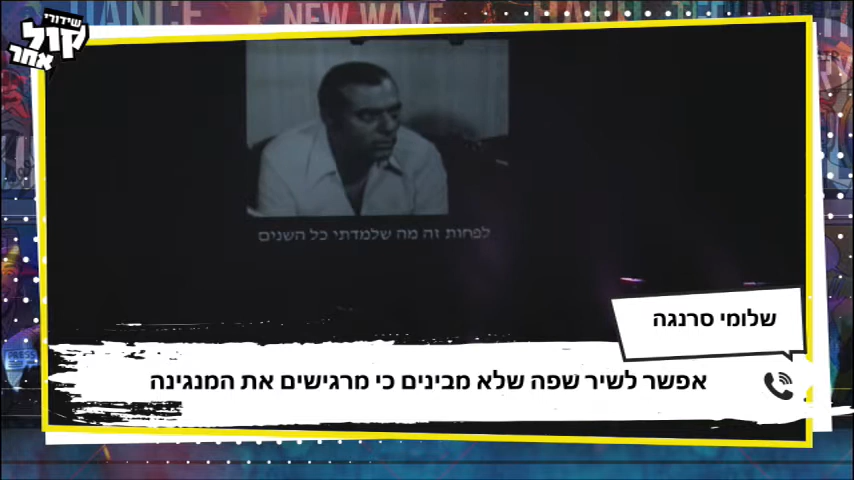 NEW WAVE
שידורי
קול
אחר
לפחות זה מה שלמדתי כל השנים
שלומי סרנגה
אפשר לשיר שפה שלא מבינים כי מרגישים את המנגינה
PRESS